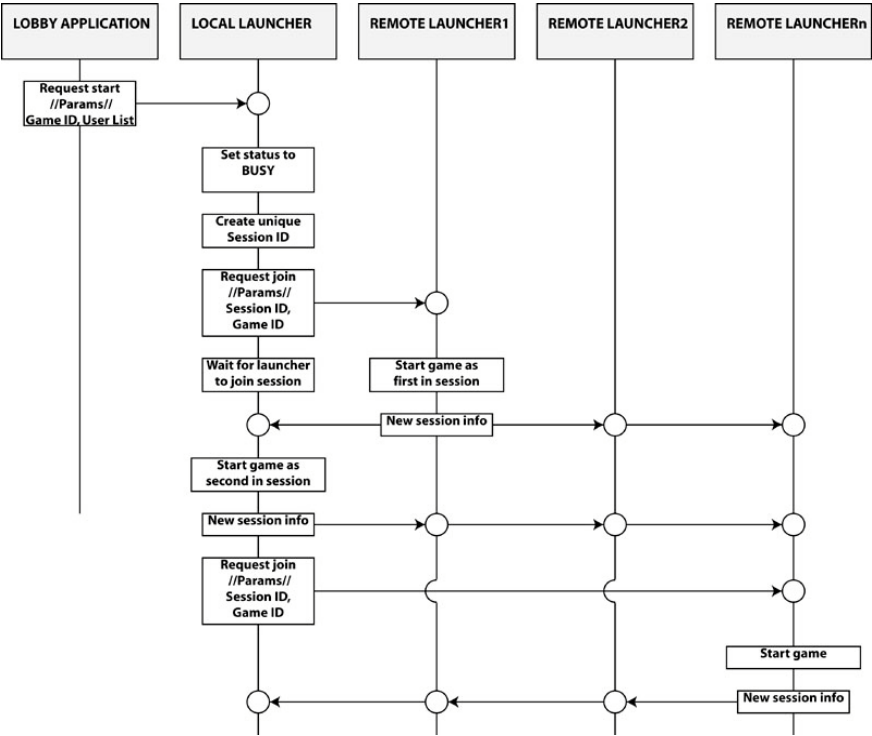 LOBBY APPLICATION
LOCAL LAUNCHER
REMOTE LAUNCHER1
REMOTE LAUNCHER2
REMOTE LAUNCHERn
Request start
//Params//
Game ID, User List
Set status to
BUSY
Create unique
Session ID
Request join
//Params//
Session ID,
Game ID
Wait for launcher
to join session
Start game as
first in session
New session info
Start game as
second in session
New session info
Request join
//Params//
Session ID,
Game ID
Start game
New session info